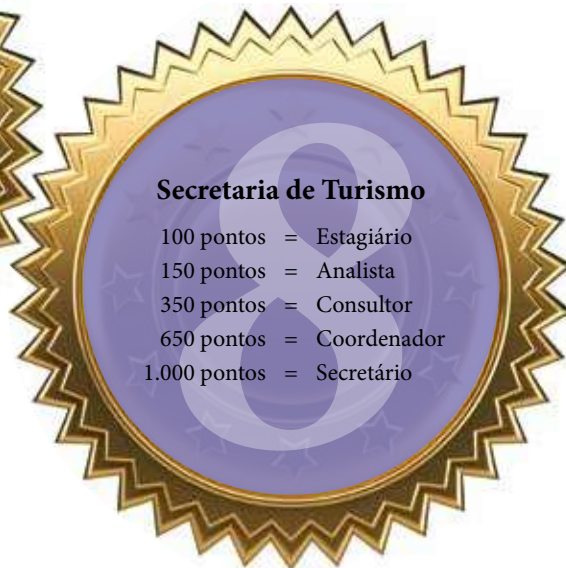 8
Secretaria de Turismo
100 pontos = Estagiário
150 pontos = Analista
350 pontos = Consultor
650 pontos = Coordenador
1.000 pontos = Secretário